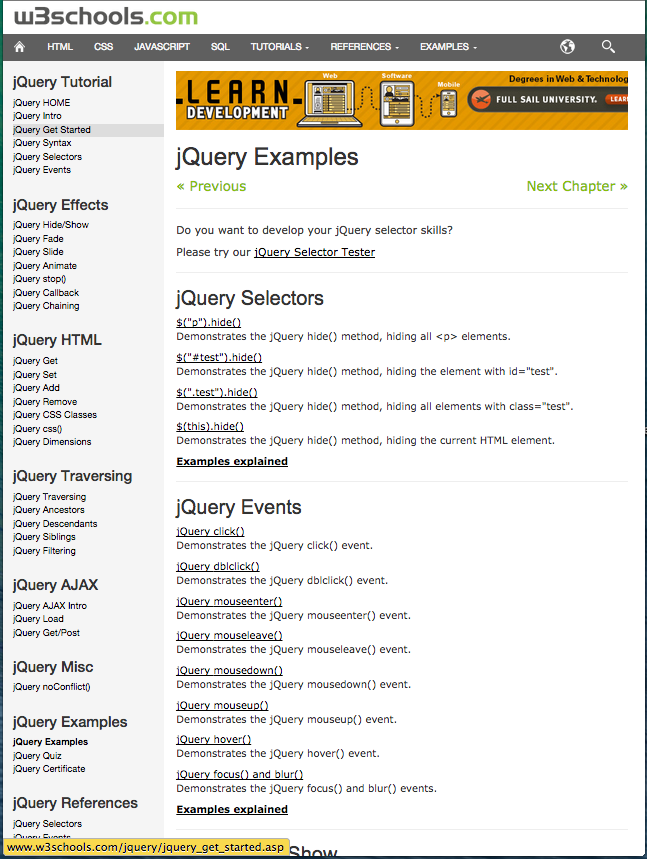 w3schools.com
HTML CSS JAVASCRIPT SQL TUTORIALS REFERENCES EXAMPLES
jQuery Tutorial
jQuery HOME
jQuery Intro
jQuery Get Started
jQuery Syntax
jQuery Selectors
jQuery Events
jQuery Effects
jQuery Hide/Show
jQuery Fade
jQuery Slide
jQuery Animate
jQuery stop()
jQuery Callback
jQuery Chaining
jQuery HTML
jQuery Get
jQuery Set
jQuery Add
jQuery Remove
jQuery CSS Classes
jQuery css()
jQuery Dimensions
jQuery Traversing
jQuery Traversing
jQuery Ancestors
jQuery Descendants
jQuery Siblings
jQuery Filtering
jQuery AJAX
jQuery AJAX Intro
jQuery Load
jQuery Get/Post
jQuery Misc
jQuery noConflict()
jQuery Examples
jQuery Examples
jQuery Quiz
jQuery Certificate
jQuery References
jQuery Selectors
jQuery Events
www.w3schools.com/jquery/jquery_get_started.asp
LEARN
DEVELOPMENT
Web
Software
Mobile
Degrees in Web & Technolog
FULL SAIL UNIVERSITY.
LEAR
jQuery Examples
« Previous
Next Chapter »
Do you want to develop your jQuery selector skills?
Please try our jQuery Selector Tester
jQuery Selectors
$("p").hide()
Demonstrates the jQuery hide() method, hiding all <p> elements.
$("#test").hide()
Demonstrates the jQuery hide() method, hiding the element with id="test".
$(".test").hide()
Demonstrates the jQuery hide() method, hiding all elements with class="test".
$(this).hide()
Demonstrates the jQuery hide() method, hiding the current HTML element.
Examples explained
jQuery Events
jQuery click()
Demonstrates the jQuery click() event.
jQuery dblclick()
Demonstrates the jQuery dblclick() event.
jQuery mouseenter()
Demonstrates the jQuery mouseenter() event.
jQuery mouseleave()
Demonstrates the jQuery mouseleave() event.
jQuery mousedown()
Demonstrates the jQuery mousedown() event.
jQuery mouseup()
Demonstrates the jQuery mouseup() event.
jQuery hover()
Demonstrates the jQuery hover() event.
jQuery focus() and blur()
Demonstrates the jQuery focus() and blur() events.
Examples explained
Show